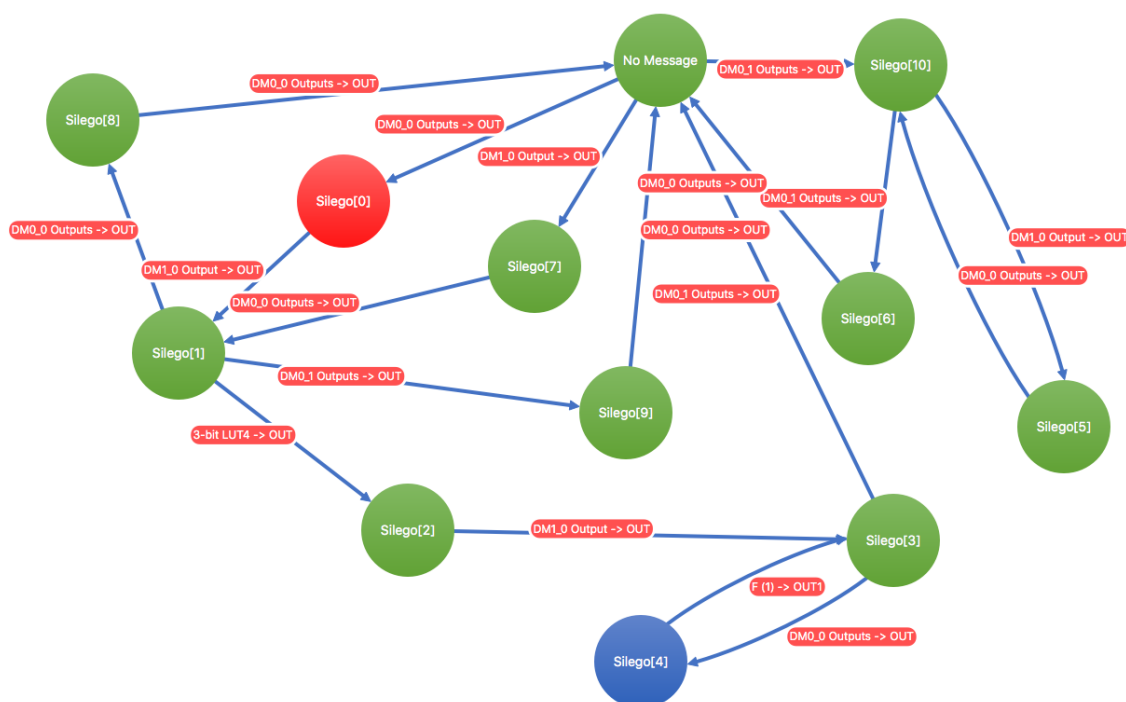 No Message
DM0_1 Outputs -> OUT
Silego[10]
DM0_0 Outputs -> OUT
Silego[8]
DM0_0 Outputs -> OUT
DM1_0 Output -> OUT
DM0_0 Outputs -> OUT
DM0_1 Outputs -> OUT
Silego[0]
DM0_0 Outputs -> OUT
DM0_0 Outputs -> OUT
DM1_0 Output -> OUT
DM1_0 Output -> OUT
Silego[7]
DM0_0 Outputs -> OUT
DM0_0 Outputs -> OUT
DM0_1 Outputs -> OUT
Silego[6]
Silego[1]
DM0_1 Outputs -> OUT
Silego[9]
Silego[5]
3-bit LUT4 -> OUT
Silego[2]
DM1_0 Output -> OUT
Silego[3]
F (1) -> OUT1
DM0_0 Outputs -> OUT
Silego[4]